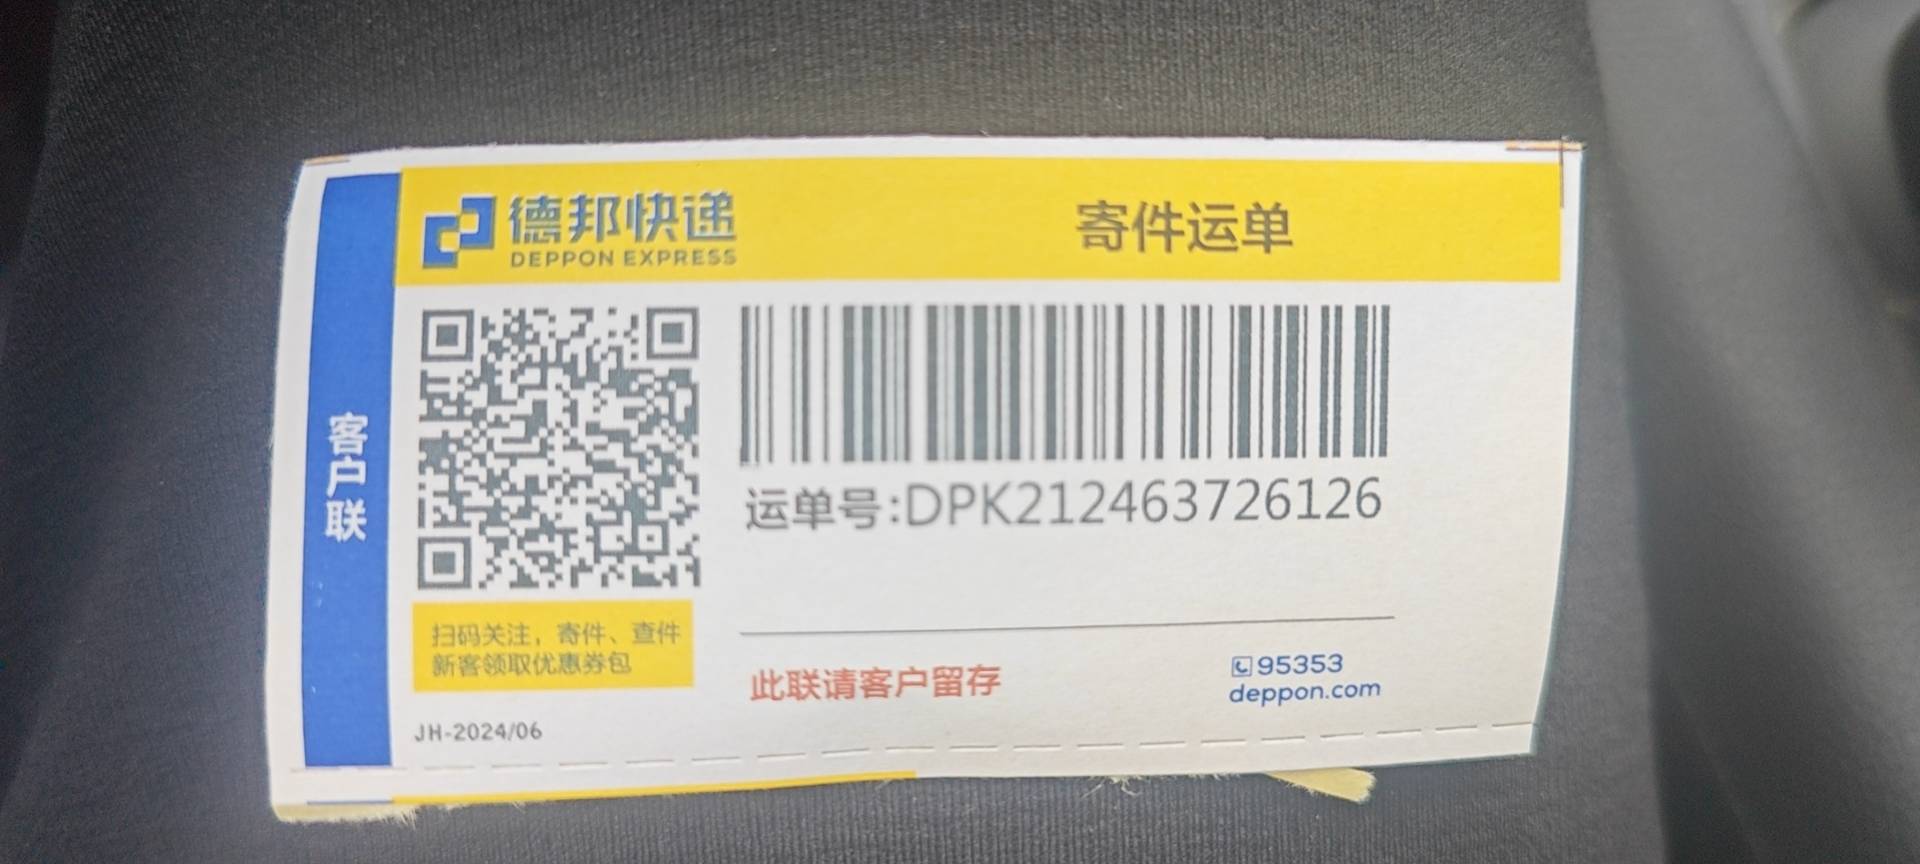 德邦快递
DEPPON EXPRESS
寄件运单
客户联
运单号:DPK212463726126
扫码关注，寄件、查件
新客领取优惠券包
此联请客户留存
95353
deppon.com
JH-2024/06